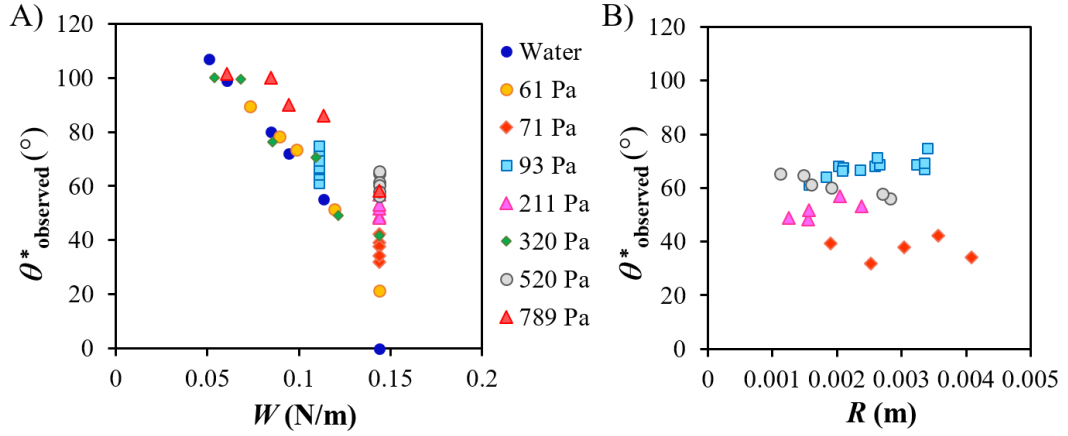 A)
θ*observed (°)
120
100
80
60
40
20
0
0
0.05
0.1
0.15
0.2
W (N/m)
Water
61 Pa
71 Pa
93 Pa
211 Pa
320 Pa
520 Pa
789 Pa
B)
θ*observed (°)
120
100
80
60
40
20
0
0
0.001
0.002
0.003
0.004
0.005
R (m)